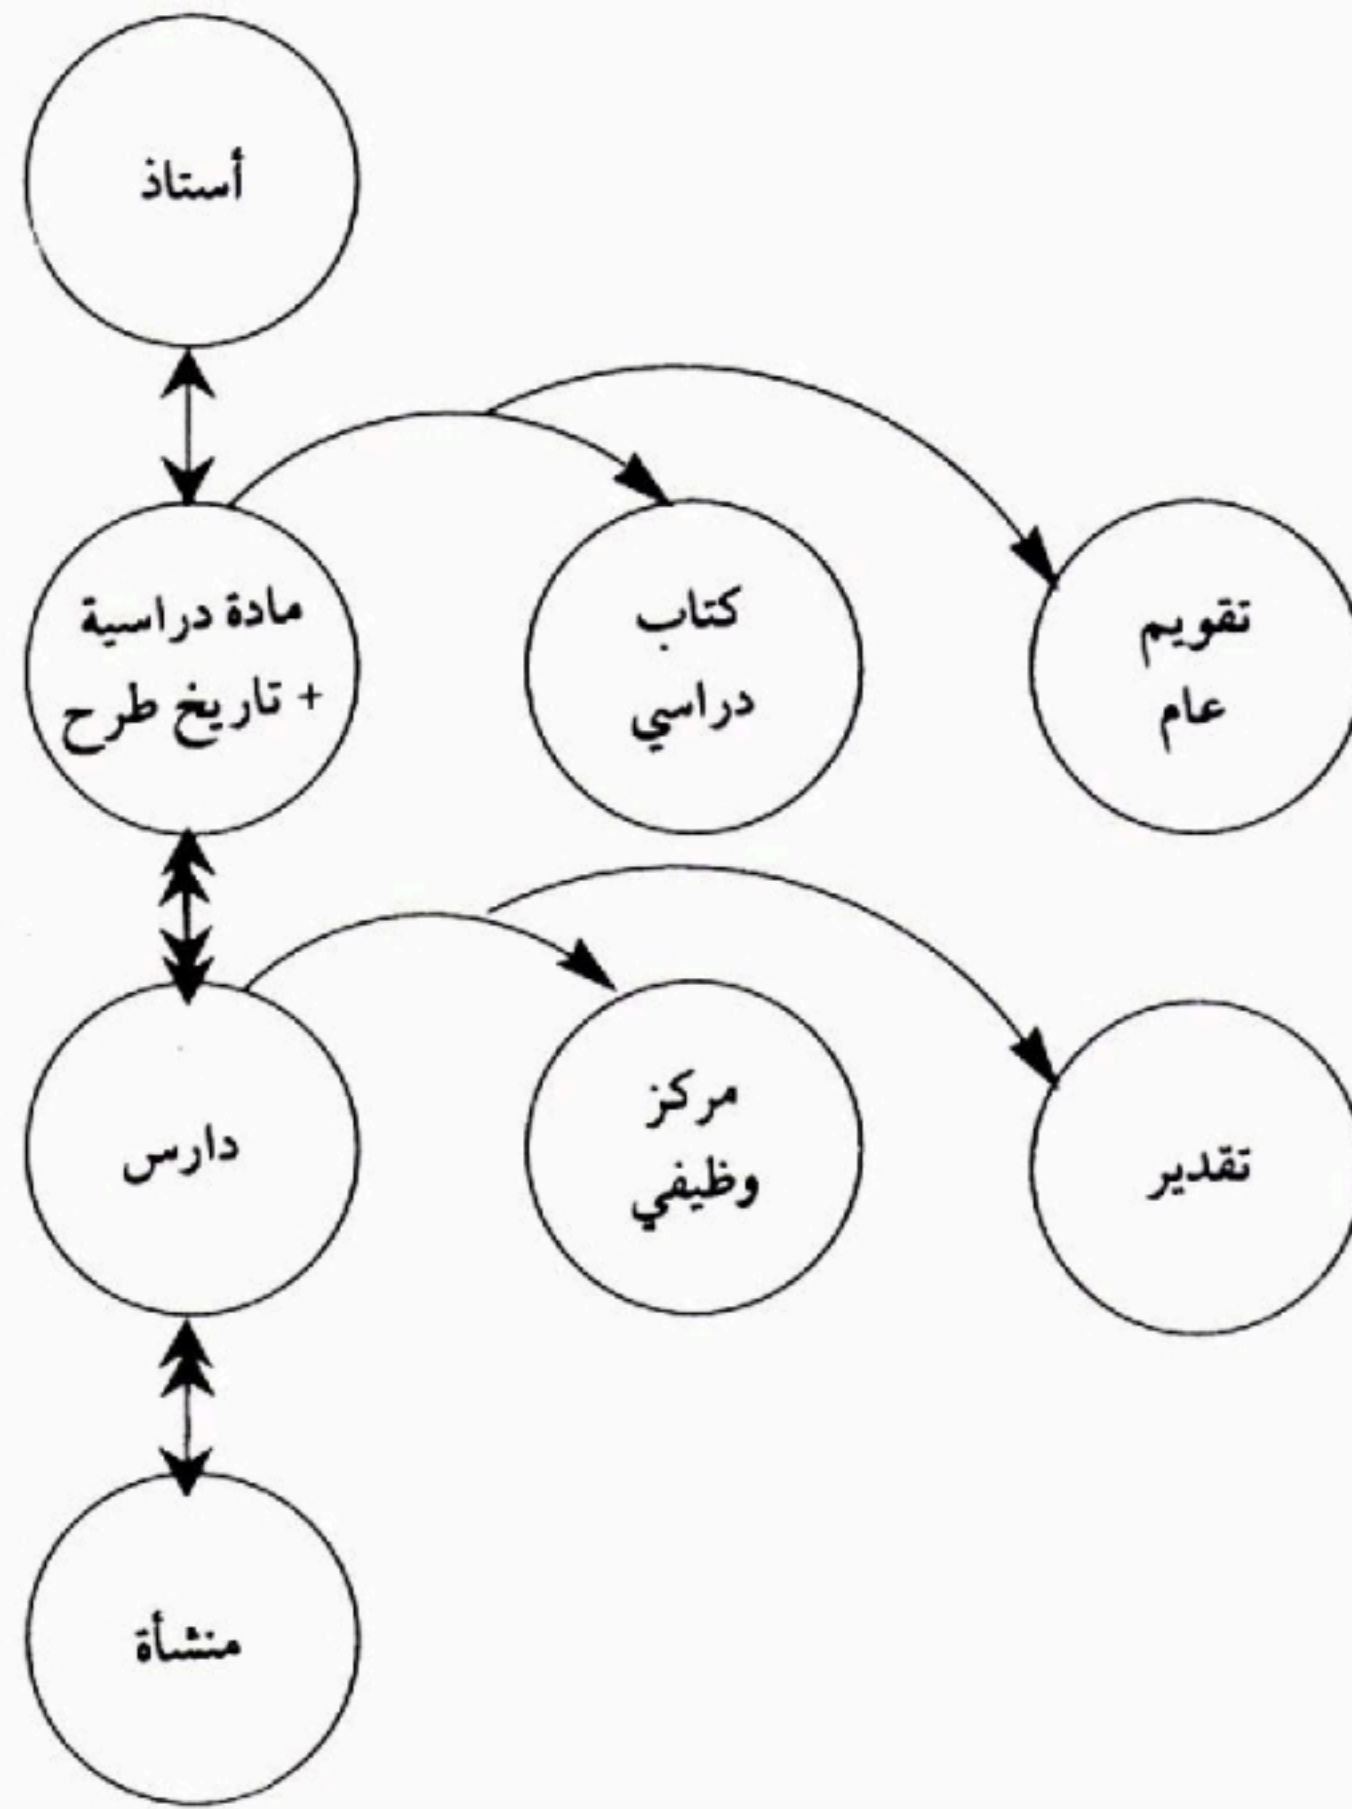 أستاذ
مادة دراسية
+ تاريخ طرح
كتاب
دراسي
تقويم
عام
دارس
مركز
وظيفي
تقدير
منشأة